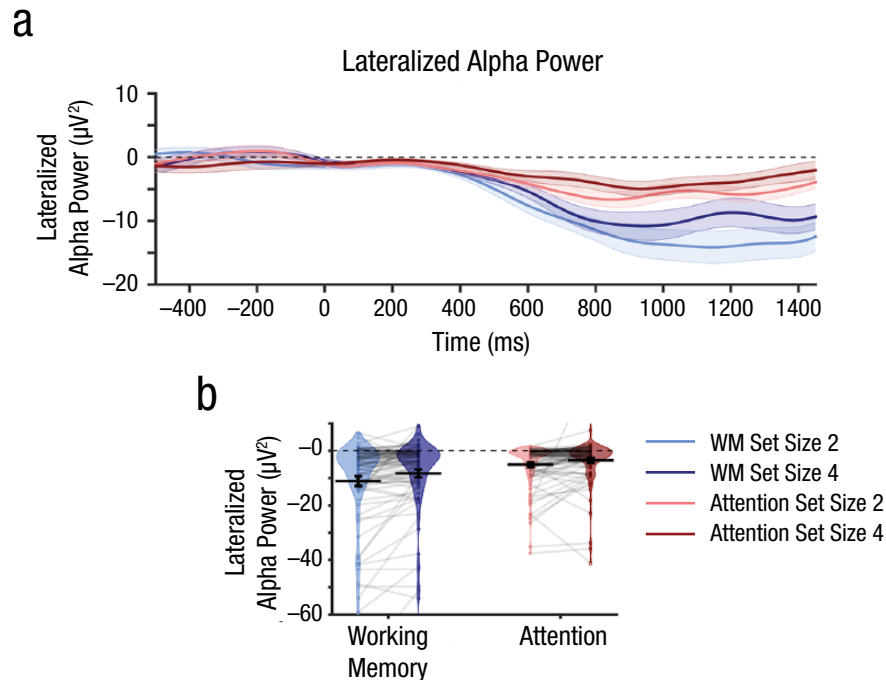 a
Lateralized Alpha Power
Lateralized
Alpha Power (µV²)
10
0
–10
–20
–400 –200 0 200 400 600 800 1000 1200 1400
Time (ms)
b
Lateralized
Alpha Power (µV²)
–0
–20
–40
–60
Working
Memory
Attention
WM Set Size 2
WM Set Size 4
Attention Set Size 2
Attention Set Size 4